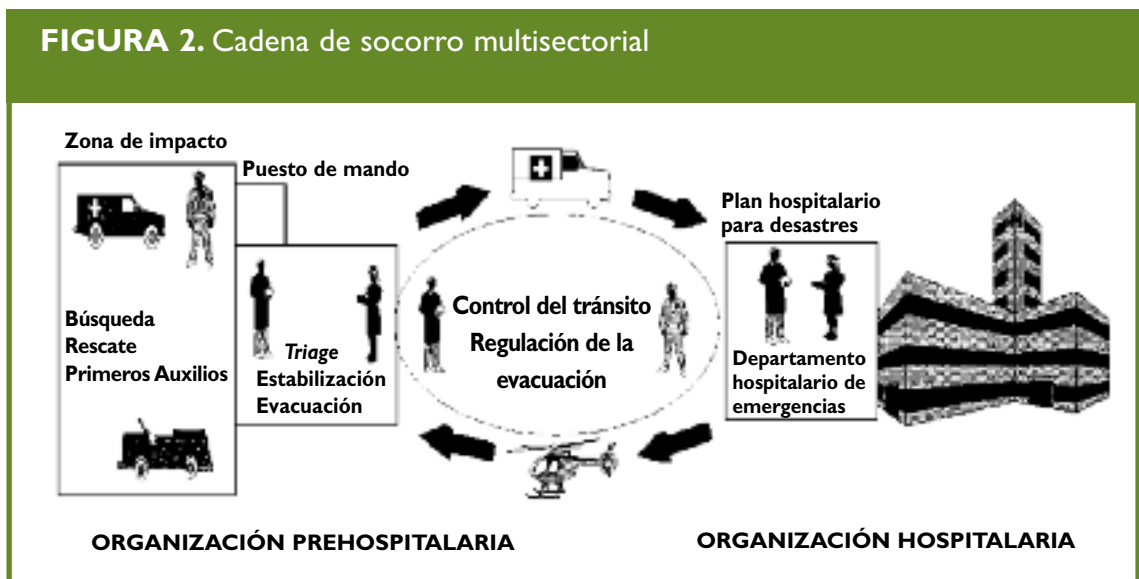 FIGURA 2. Cadena de socorro multisectorial
Zona de impacto
Puesto de mando
Búsqueda
Rescate
Primeros Auxilios
Triage
Estabilización
Evacuación
Control del tránsito
Regulación de la
evacuación
Plan hospitalario
para desastres
Departamento
hospitalario de
emergencias
ORGANIZACIÓN PREHOSPITALARIA
ORGANIZACIÓN HOSPITALARIA